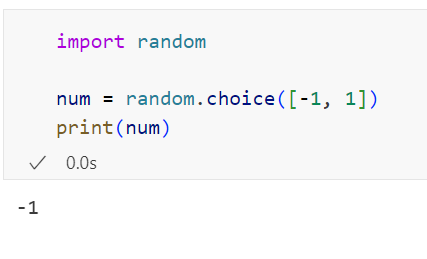 import random
num = random.choice([-1, 1])
print(num)
0.0s
-1